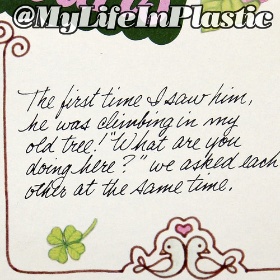 @MyLifeInPlastic
The first time I saw him,
he was climbing in my
old tree! "What are you
doing here?" we asked each
other at the same time.